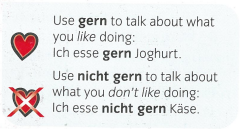 Use gern to talk about what
you like doing:
Ich esse gern Joghurt.
Use nicht gern to talk about
what you don't like doing:
Ich esse nicht gern Käse.